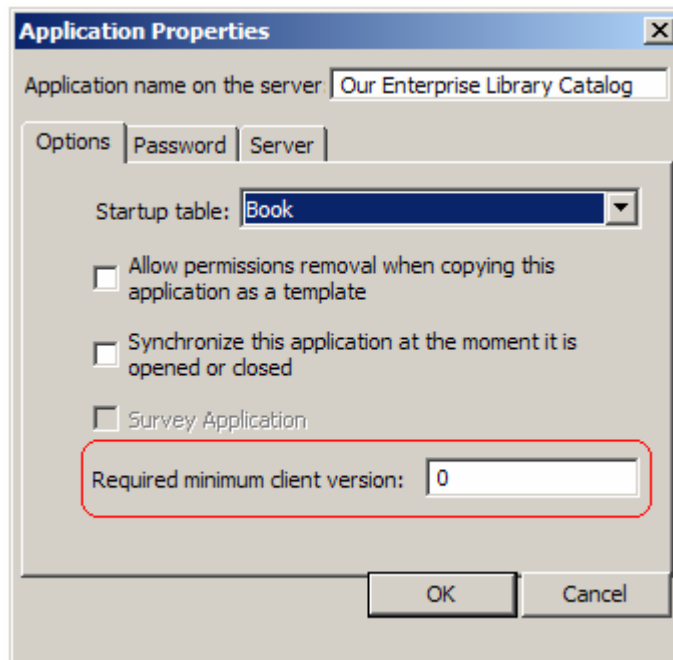 Application Properties
Application name on the server: Our Enterprise Library Catalog
Options Password Server
Startup table: Book
Allow permissions removal when copying this
application as a template
Synchronize this application at the moment it is
opened or closed
Survey Application
Required minimum client version: 0
OK Cancel